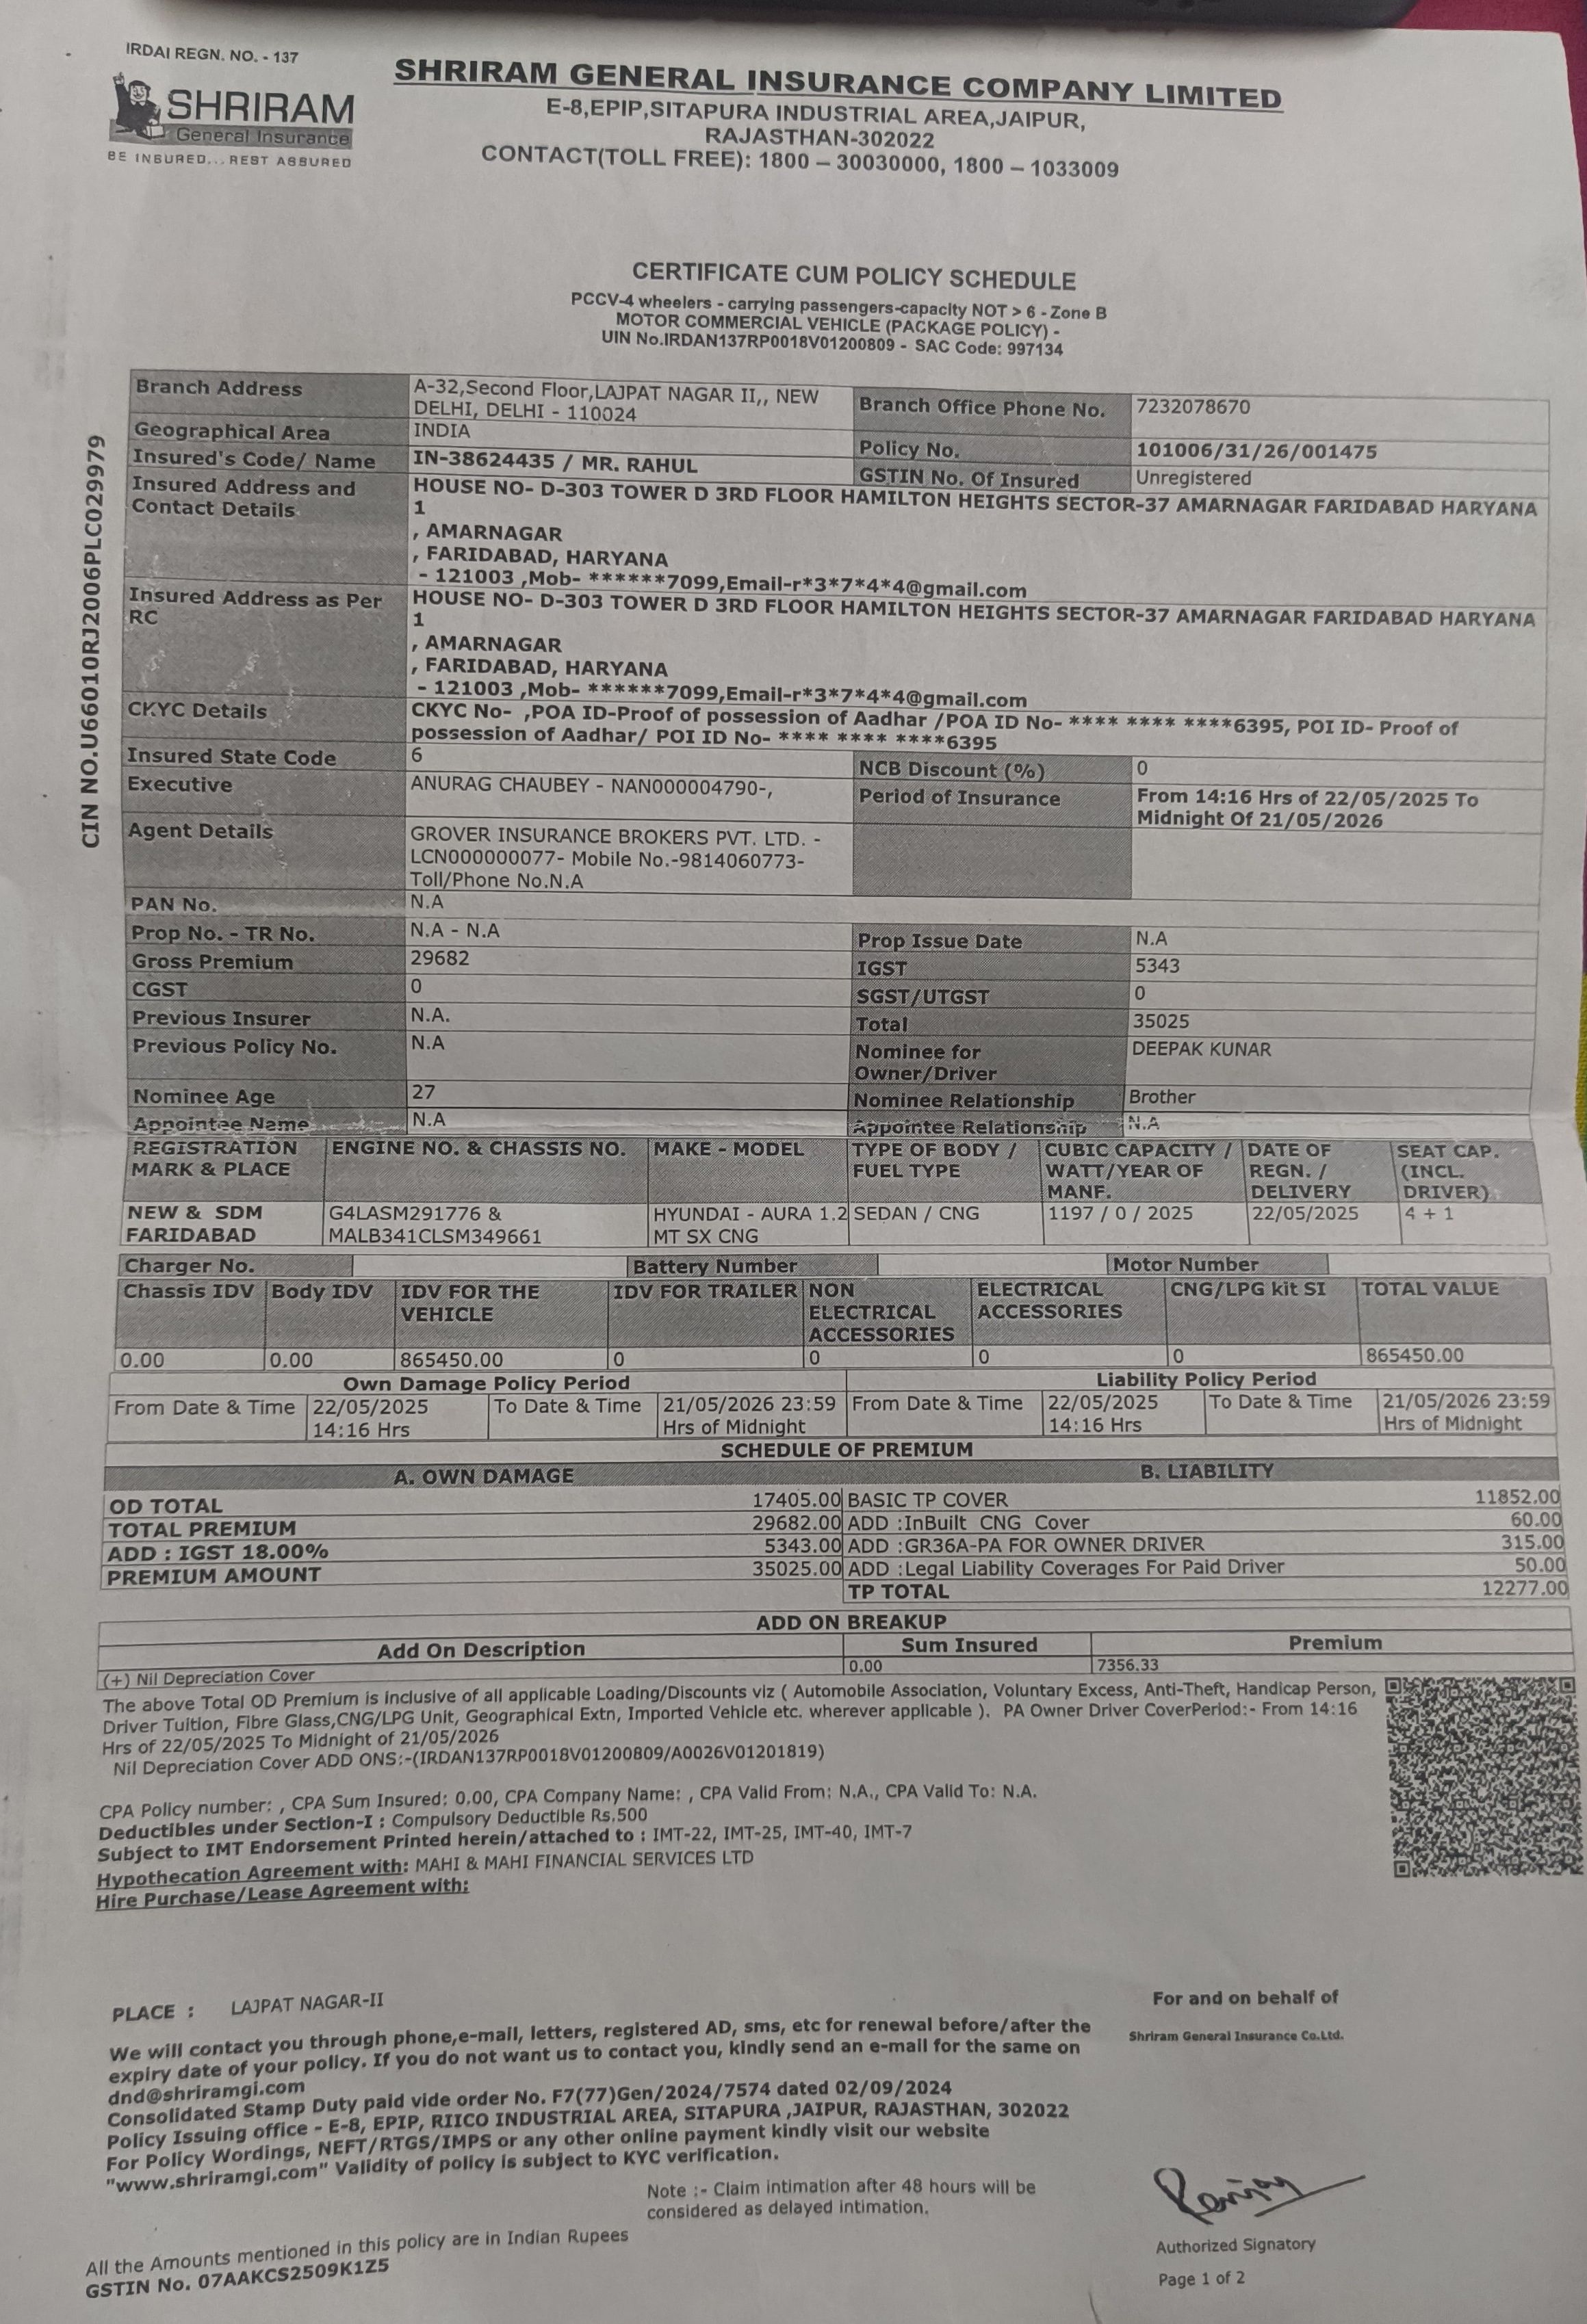 IRDAI REGN. NO. - 137
SHRIRAM
General Insurance
BE INSURED... REST ASSURED
SHRIRAM GENERAL INSURANCE COMPANY LIMITED
E-8,EPIP,SITAPURA INDUSTRIAL AREA,JAIPUR,
RAJASTHAN-302022
CONTACT(TOLL FREE): 1800 – 30030000, 1800 – 1033009
CERTIFICATE CUM POLICY SCHEDULE
PCCV-4 wheelers - carrying passengers-capacity NOT > 6 - Zone B
MOTOR COMMERCIAL VEHICLE (PACKAGE POLICY) -
UIN No.IRDAN137RP0018V01200809 - SAC Code: 997134
CIN NO.U66010RJ2006PLC029979
Branch Address A-32,Second Floor,LAJPAT NAGAR II,, NEW
DELHI, DELHI - 110024
Branch Office Phone No. 7232078670
Geographical Area INDIA
Policy No. 101006/31/26/001475
Insured's Code/ Name IN-38624435 / MR. RAHUL
GSTIN No. Of Insured Unregistered
Insured Address and
Contact Details
HOUSE NO- D-303 TOWER D 3RD FLOOR HAMILTON HEIGHTS SECTOR-37 AMARNAGAR FARIDABAD HARYANA
1
, AMARNAGAR
, FARIDABAD, HARYANA
- 121003 ,Mob- ******7099,Email-r*3*7*4*4@gmail.com
Insured Address as Per
RC
HOUSE NO- D-303 TOWER D 3RD FLOOR HAMILTON HEIGHTS SECTOR-37 AMARNAGAR FARIDABAD HARYANA
1
, AMARNAGAR
, FARIDABAD, HARYANA
- 121003 ,Mob- ******7099,Email-r*3*7*4*4@gmail.com
CKYC Details CKYC No- ,POA ID-Proof of possession of Aadhar /POA ID No- **** **** ****6395, POI ID- Proof of
possession of Aadhar/ POI ID No- **** **** ****6395
Insured State Code 6
NCB Discount (%) 0
Executive ANURAG CHAUBEY - NAN000004790-,
Period of Insurance From 14:16 Hrs of 22/05/2025 To
Midnight Of 21/05/2026
Agent Details GROVER INSURANCE BROKERS PVT. LTD. -
LCN000000077- Mobile No.-9814060773-
Toll/Phone No.N.A
PAN No. N.A
Prop No. - TR No. N.A - N.A
Prop Issue Date N.A
Gross Premium 29682
IGST 5343
CGST 0
SGST/UTGST 0
Previous Insurer N.A.
Total 35025
Previous Policy No. N.A
Nominee for
Owner/Driver
DEEPAK KUNAR
Nominee Age 27
Nominee Relationship Brother
Appointee Name N.A
Appointee Relationship N.A
REGISTRATION
MARK & PLACE
ENGINE NO. & CHASSIS NO.
MAKE - MODEL
TYPE OF BODY /
FUEL TYPE
CUBIC CAPACITY /
WATT/YEAR OF
MANF.
DATE OF
REGN. /
DELIVERY
SEAT CAP.
(INCL.
DRIVER)
NEW & SDM
FARIDABAD
G4LASM291776 &
MALB341CLSM349661
HYUNDAI - AURA 1.2
MT SX CNG
SEDAN / CNG
1197 / 0 / 2025
22/05/2025
4 + 1
Charger No. Battery Number Motor Number
Chassis IDV
Body IDV
IDV FOR THE
VEHICLE
IDV FOR TRAILER
NON
ELECTRICAL
ACCESSORIES
ELECTRICAL
ACCESSORIES
CNG/LPG kit SI
TOTAL VALUE
0.00 0.00 865450.00 0 0 0 0 865450.00
Own Damage Policy Period Liability Policy Period
From Date & Time
22/05/2025
14:16 Hrs
To Date & Time
21/05/2026 23:59
Hrs of Midnight
From Date & Time
22/05/2025
14:16 Hrs
To Date & Time
21/05/2026 23:59
Hrs of Midnight
SCHEDULE OF PREMIUM
A. OWN DAMAGE B. LIABILITY
OD TOTAL 17405.00 BASIC TP COVER 11852.00
TOTAL PREMIUM 29682.00 ADD :InBuilt CNG Cover 60.00
ADD : IGST 18.00% 5343.00 ADD :GR36A-PA FOR OWNER DRIVER 315.00
PREMIUM AMOUNT 35025.00 ADD :Legal Liability Coverages For Paid Driver 50.00
TP TOTAL 12277.00
ADD ON BREAKUP
Add On Description Sum Insured Premium
(+) Nil Depreciation Cover 0.00 7356.33
The above Total OD Premium is inclusive of all applicable Loading/Discounts viz ( Automobile Association, Voluntary Excess, Anti-Theft, Handicap Person,
Driver Tuition, Fibre Glass,CNG/LPG Unit, Geographical Extn, Imported Vehicle etc. wherever applicable ). PA Owner Driver CoverPeriod:- From 14:16
Hrs of 22/05/2025 To Midnight of 21/05/2026
Nil Depreciation Cover ADD ONS:-(IRDAN137RP0018V01200809/A0026V01201819)
CPA Policy number: , CPA Sum Insured: 0.00, CPA Company Name: , CPA Valid From: N.A., CPA Valid To: N.A.
Deductibles under Section-I : Compulsory Deductible Rs.500
Subject to IMT Endorsement Printed herein/attached to : IMT-22, IMT-25, IMT-40, IMT-7
Hypothecation Agreement with: MAHI & MAHI FINANCIAL SERVICES LTD
Hire Purchase/Lease Agreement with:
PLACE : LAJPAT NAGAR-II
For and on behalf of
Shriram General Insurance Co.Ltd.
We will contact you through phone,e-mail, letters, registered AD, sms, etc for renewal before/after the
expiry date of your policy. If you do not want us to contact you, kindly send an e-mail for the same on
dnd@shriramgi.com
Consolidated Stamp Duty paid vide order No. F7(77)Gen/2024/7574 dated 02/09/2024
Policy Issuing office - E-8, EPIP, RIICO INDUSTRIAL AREA, SITAPURA ,JAIPUR, RAJASTHAN, 302022
For Policy Wordings, NEFT/RTGS/IMPS or any other online payment kindly visit our website
"www.shriramgi.com" Validity of policy is subject to KYC verification.
Note :- Claim intimation after 48 hours will be
considered as delayed intimation.
Authorized Signatory
Page 1 of 2
All the Amounts mentioned in this policy are in Indian Rupees
GSTIN No. 07AAKCS2509K1Z5